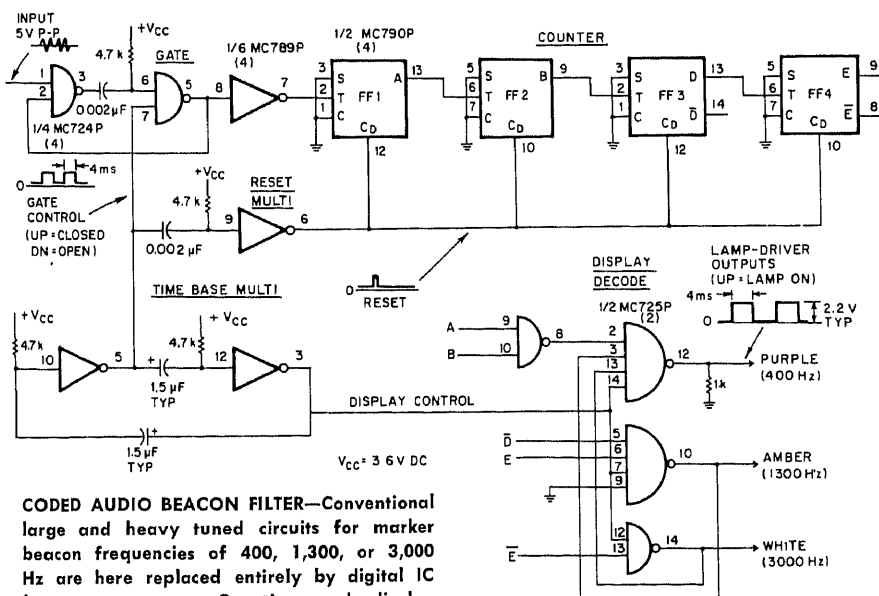 INPUT
5V P-P
+VCC
4.7 k
GATE
1/6 MC789P
(4)
1/2 MC790P
(4)
COUNTER
1
2
3
0.002 µF
6
7
5
8
7
1/4 MC724P
(4)
3 S A 13
2 T FF 1
1 C CD
12
5 S B 9
6 T FF 2
7 C CD
10
3 S D 13
2 T FF 3
1 C D̅ 14
CD
12
5 S E 9
6 T FF4
7 C E̅ 8
CD
10
4ms
0
GATE
CONTROL
(UP=CLOSED
DN=OPEN)
+VCC
4.7 k
RESET
MULTI
9
6
0.002 µF
0
RESET
TIME BASE MULTI
+ VCC
4.7k
10
5
+
1.5 µF
TYP
+ VCC
4.7k
12
3
+
1.5 µF
TYP
DISPLAY CONTROL
VCC = 3 6 V DC
DISPLAY
DECODE
1/2 MC725P
(2)
LAMP-DRIVER
OUTPUTS
(UP=LAMP ON)
4ms
0
2.2 V
TYP
A 9
B 10
8
2
3
13
14
12
1k
PURPLE
(400 Hz)
D̅ 5
E 6
7
9
10
AMBER
(1300 Hz)
12
E̅ 13
14
WHITE
(3000 Hz)
CODED AUDIO BEACON FILTER—Conventional
large and heavy tuned circuits for marker
beacon frequencies of 400, 1,300, or 3,000
Hz are here replaced entirely by digital IC